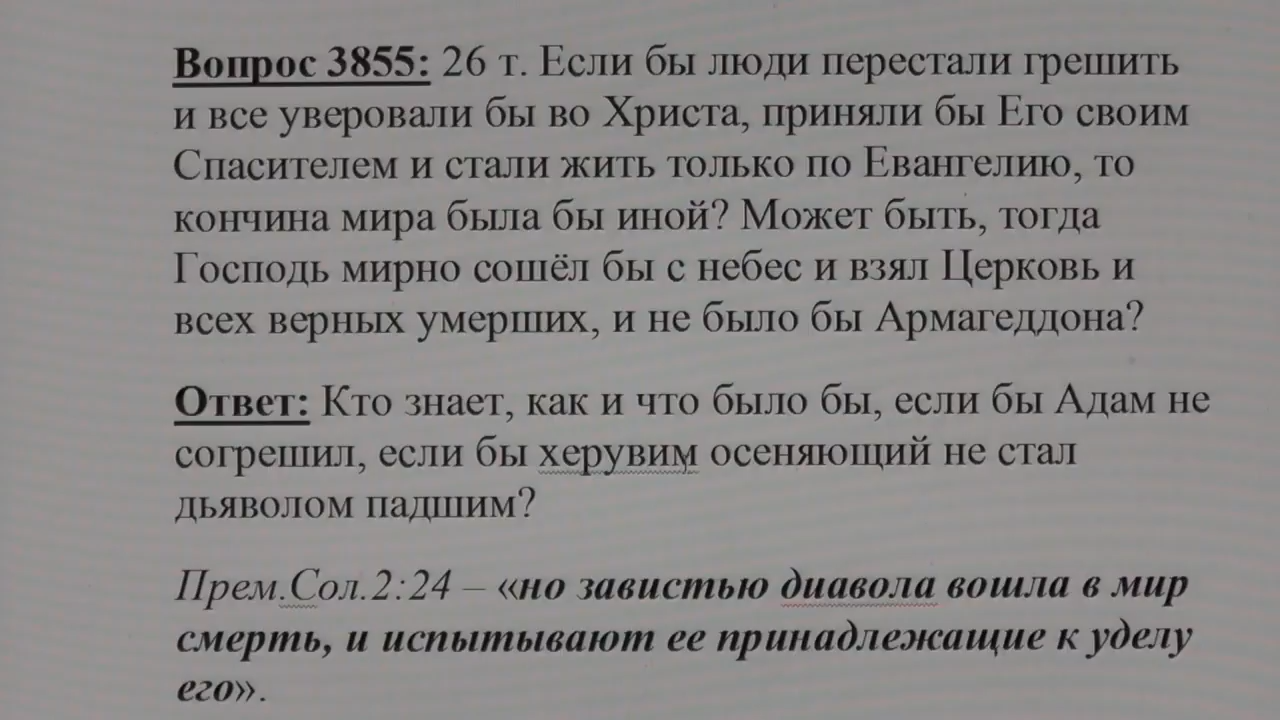 Вопрос 3855: 26 т. Если бы люди перестали грешить
и все уверовали бы во Христа, приняли бы Его своим
Спасителем и стали жить только по Евангелию, то
кончина мира была бы иной? Может быть, тогда
Господь мирно сошёл бы с небес и взял Церковь и
всех верных умерших, и не было бы Армагеддона?
Ответ: Кто знает, как и что было бы, если бы Адам не
согрешил, если бы херувим осеняющий не стал
дьяволом падшим?
Прем.Сол.2:24 – «но завистью диавола вошла в мир
смерть, и испытывают ее принадлежащие к уделу
его».